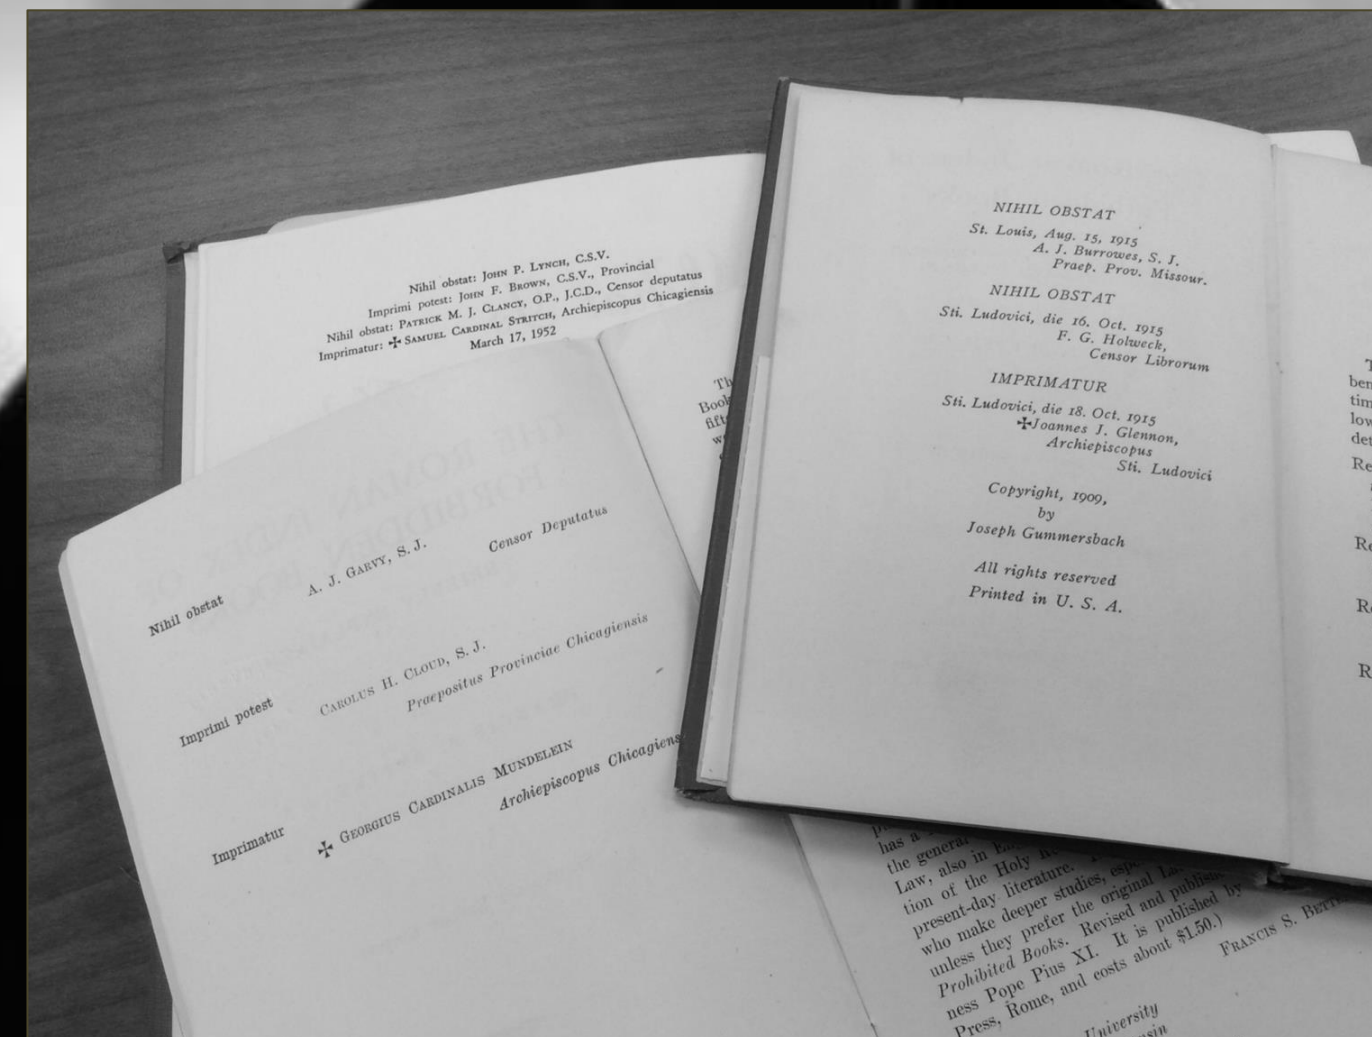 Nihil obstat: JOHN P. LYNCH, C.S.V.
Imprimi potest: JOHN F. BROWN, C.S.V., Provincial
Nihil obstat: PATRICK M. J. CLANCY, O.P., J.C.D., Censor deputatus
Imprimatur: ✠ SAMUEL CARDINAL STRITCH, Archiepiscopus Chicagiensis
March 17, 1952
Nihil obstat A. J. GARVY, S. J.
Censor Deputatus
Imprimi potest CAROLUS H. CLOUD, S. J.
Praepositus Provinciae Chicagiensis
Imprimatur ✠ GEORGIUS CARDINALIS MUNDELEIN
Archiepiscopus Chicagiens
NIHIL OBSTAT
St. Louis, Aug. 15, 1915
A. J. Burrowes, S. J.
Praep. Prov. Missour.
NIHIL OBSTAT
Sti. Ludovici, die 16. Oct. 1915
F. G. Holweck,
Censor Librorum
IMPRIMATUR
Sti. Ludovici, die 18. Oct. 1915
✠Joannes J. Glennon,
Archiepiscopus
Sti. Ludovici
Copyright, 1909,
by
Joseph Gummersbach
All rights reserved
Printed in U. S. A.
has a
the general
Law, also in
tion of the Holy
present-day literature.
who make deeper studies,
unless they prefer the original
Prohibited Books. Revised and
ness Pope Pius XI. It is published by
Press, Rome, and costs about $1.50.)
FRANCIS S.
University